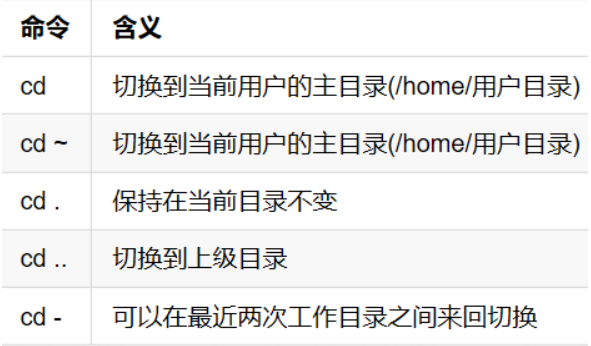 命令 含义
cd 切换到当前用户的主目录(/home/用户目录)
cd ~ 切换到当前用户的主目录(/home/用户目录)
cd . 保持在当前目录不变
cd .. 切换到上级目录
cd - 可以在最近两次工作目录之间来回切换